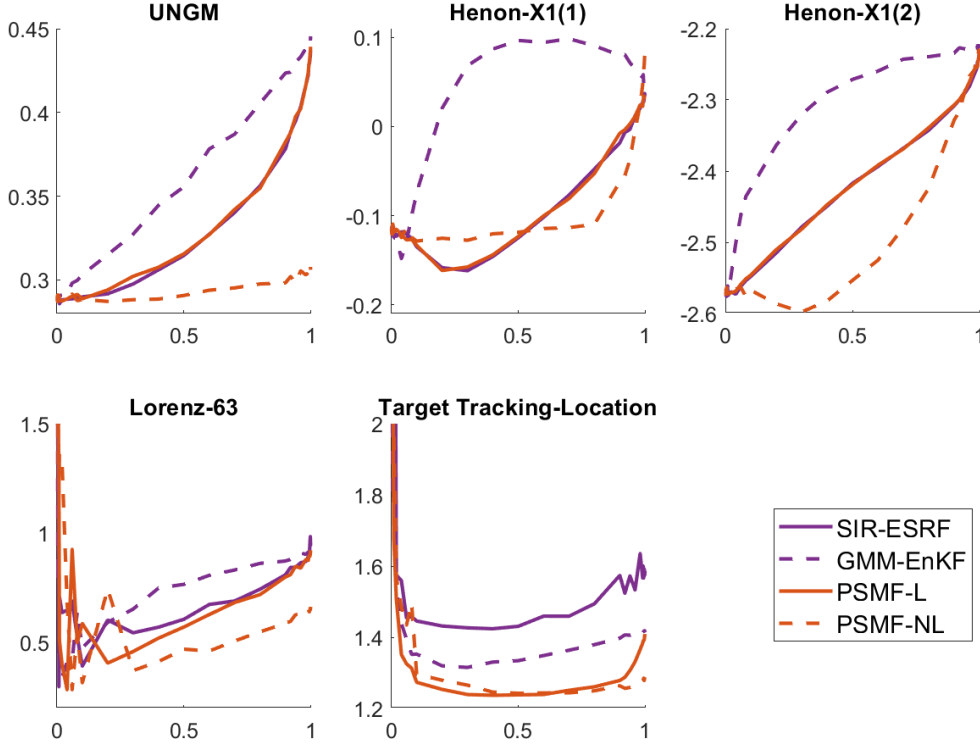 UNGM
0.45
0.4
0.35
0.3
0 0.5 1
Henon-X1(1)
0.1
0
-0.1
-0.2
0 0.5 1
Henon-X1(2)
-2.2
-2.3
-2.4
-2.5
-2.6
0 0.5 1
Lorenz-63
1.5
1
0.5
0 0.5 1
Target Tracking-Location
2
1.8
1.6
1.4
1.2
0 0.5 1
SIR-ESRF
GMM-EnKF
PSMF-L
PSMF-NL